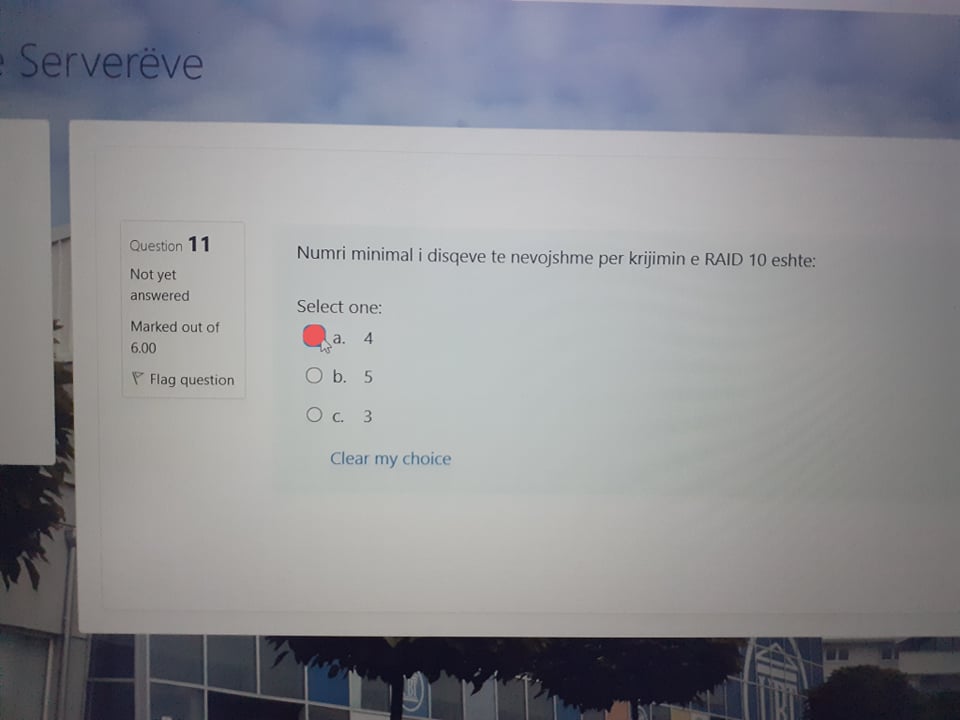 e Serverëve
Question 11
Not yet
answered
Marked out of
6.00
Flag question
Numri minimal i disqeve te nevojshme per krijimin e RAID 10 eshte:
Select one:
a. 4
b. 5
c. 3
Clear my choice